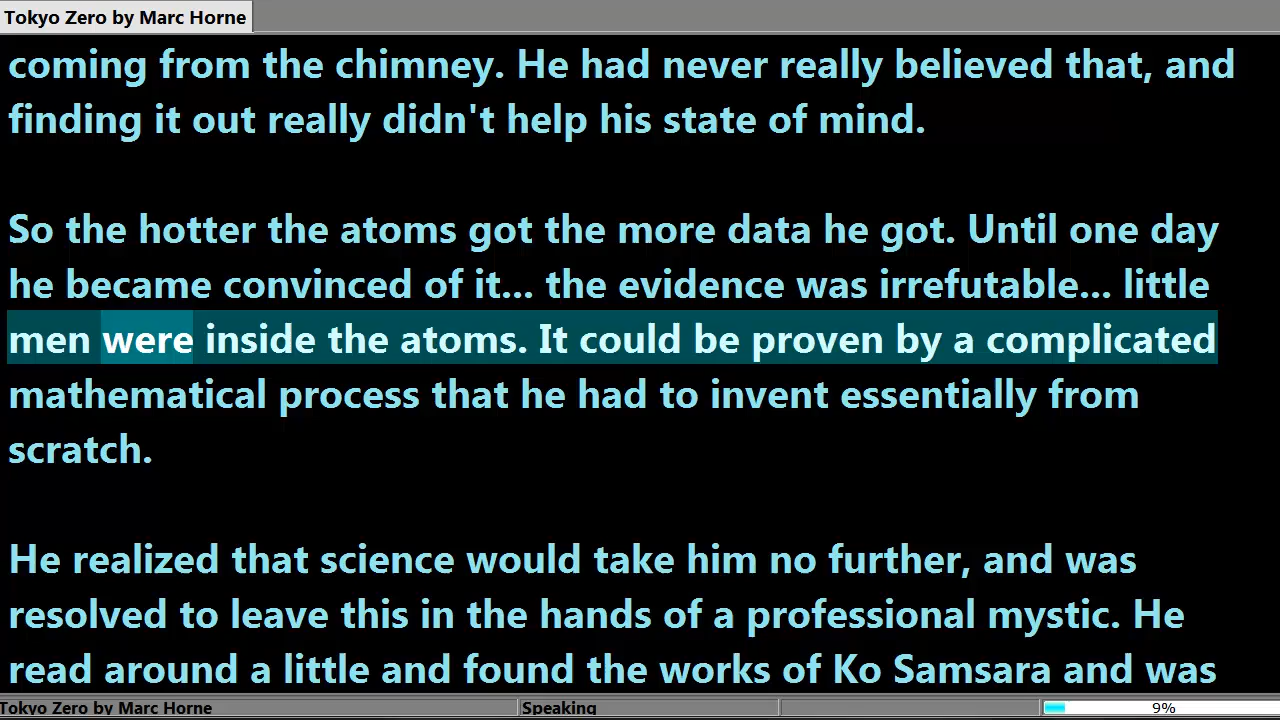 Tokyo Zero by Marc Horne
coming from the chimney. He had never really believed that, and
finding it out really didn't help his state of mind.
So the hotter the atoms got the more data he got. Until one day
he became convinced of it... the evidence was irrefutable... little
men were inside the atoms. It could be proven by a complicated
mathematical process that he had to invent essentially from
scratch.
He realized that science would take him no further, and was
resolved to leave this in the hands of a professional mystic. He
read around a little and found the works of Ko Samsara and was
Tokyo Zero by Marc Horne Speaking 9%